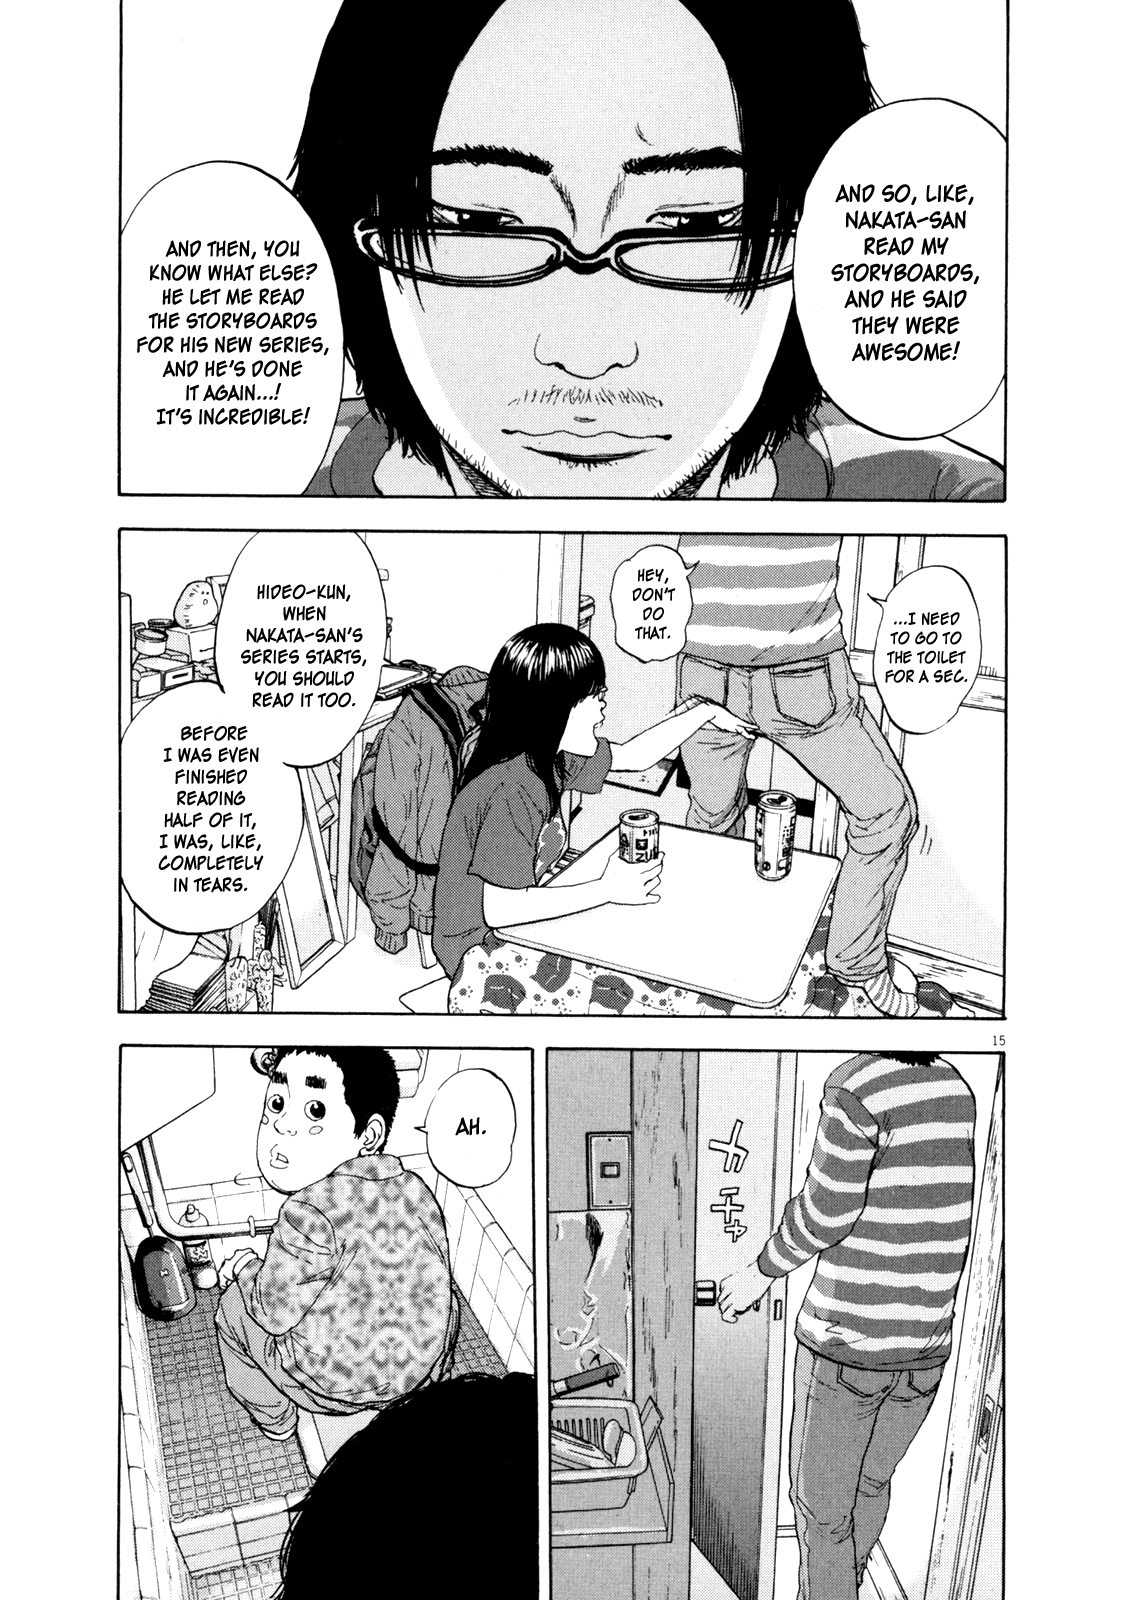 AND SO, LIKE,
NAKATA-SAN
READ MY
STORYBOARDS,
AND HE SAID
THEY WERE
AWESOME!
AND THEN, YOU
KNOW WHAT ELSE?
HE LET ME READ
THE STORYBOARDS
FOR HIS NEW SERIES,
AND HE'S DONE
IT AGAIN...!
IT'S INCREDIBLE!
...I NEED
TO GO TO
THE TOILET
FOR A SEC.
HEY,
DON'T
DO
THAT.
HIDEO-KUN,
WHEN
NAKATA-SAN'S
SERIES STARTS,
YOU SHOULD
READ IT TOO.
BEFORE
I WAS EVEN
FINISHED
READING
HALF OF IT,
I WAS, LIKE,
COMPLETELY
IN TEARS.
15
ガチャ
AH.